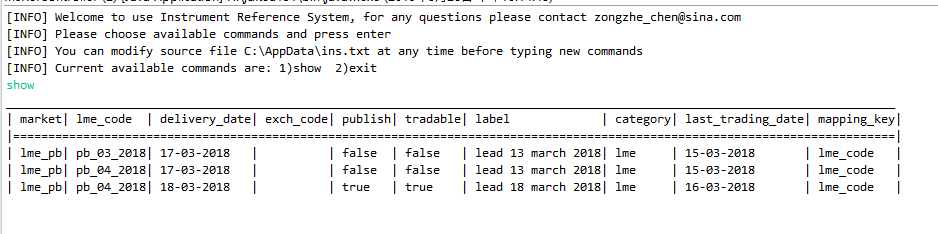 [INFO] Welcome to use Instrument Reference System, for any questions please contact zongzhe_chen@sina.com
[INFO] Please choose available commands and press enter
[INFO] You can modify source file C:\AppData\ins.txt at any time before typing new commands
[INFO] Current available commands are: 1)show  2)exit
show
| market| lme_code  | delivery_date| exch_code| publish| tradable| label             | category| last_trading_date| mapping_key|
| lme_pb| pb_03_2018| 17-03-2018   |          | false  | false   | lead 13 march 2018| lme     | 15-03-2018       | lme_code   |
| lme_pb| pb_04_2018| 17-03-2018   |          | false  | false   | lead 13 march 2018| lme     | 15-03-2018       | lme_code   |
| lme_pb| pb_04_2018| 18-03-2018   |          | true   | true    | lead 18 march 2018| lme     | 16-03-2018       | lme_code   |